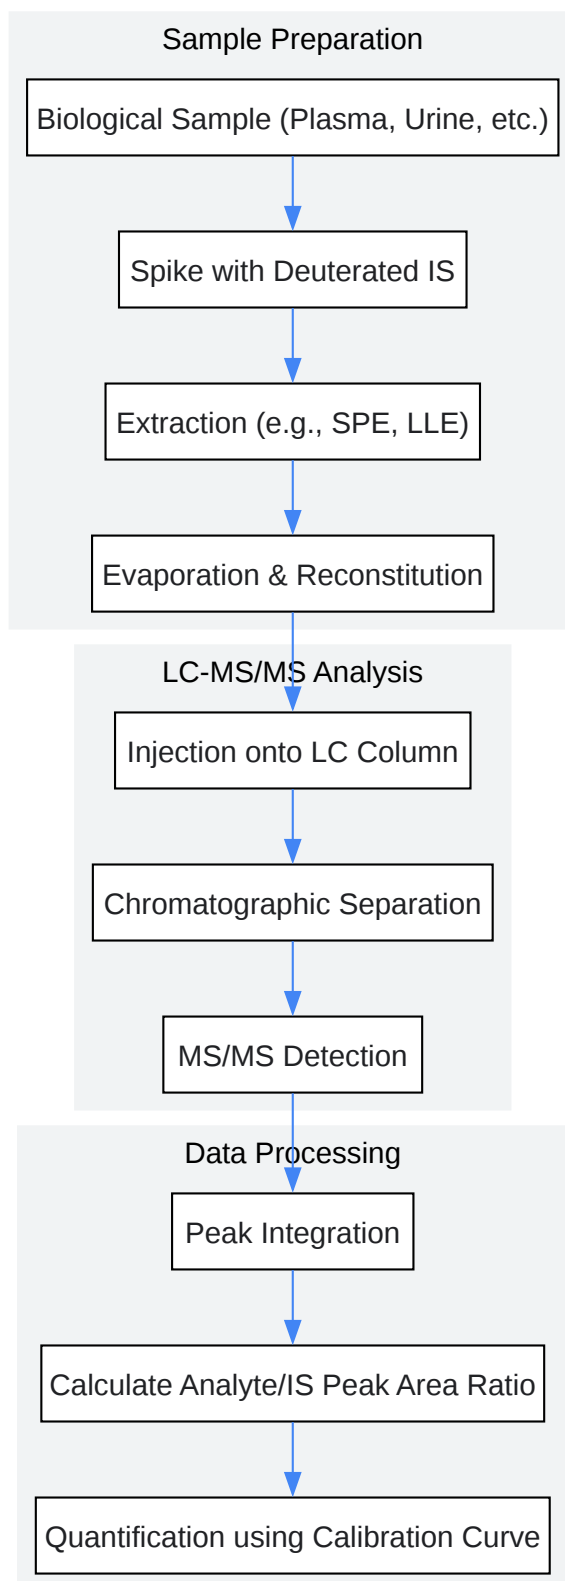 Sample Preparation
Biological Sample (Plasma, Urine, etc.)
Spike with Deuterated IS
Extraction (e.g., SPE, LLE)
Evaporation & Reconstitution
LC-MS/MS Analysis
Injection onto LC Column
Chromatographic Separation
MS/MS Detection
Data Processing
Peak Integration
Calculate Analyte/IS Peak Area Ratio
Quantification using Calibration Curve